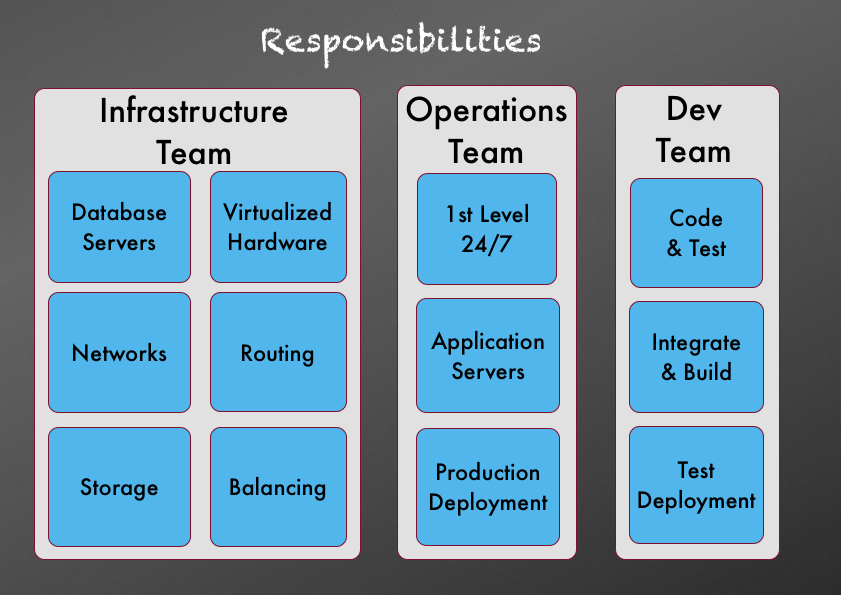 Responsibilities
Infrastructure
Team
Database
Servers
Virtualized
Hardware
Networks
Routing
Storage
Balancing
Operations
Team
1st Level
24/7
Application
Servers
Production
Deployment
Dev
Team
Code
& Test
Integrate
& Build
Test
Deployment